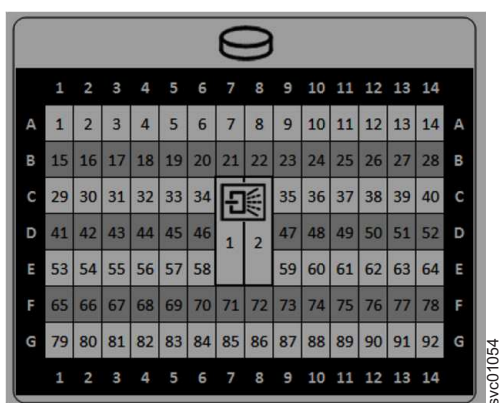 1 2 3 4 5 6 7 8 9 10 11 12 13 14
A 1 2 3 4 5 6 7 8 9 10 11 12 13 14 A
B 15 16 17 18 19 20 21 22 23 24 25 26 27 28 B
C 29 30 31 32 33 34 35 36 37 38 39 40 C
D 41 42 43 44 45 46 1 2 47 48 49 50 51 52 D
E 53 54 55 56 57 58 59 60 61 62 63 64 E
F 65 66 67 68 69 70 71 72 73 74 75 76 77 78 F
G 79 80 81 82 83 84 85 86 87 88 89 90 91 92 G
1 2 3 4 5 6 7 8 9 10 11 12 13 14
svc01054